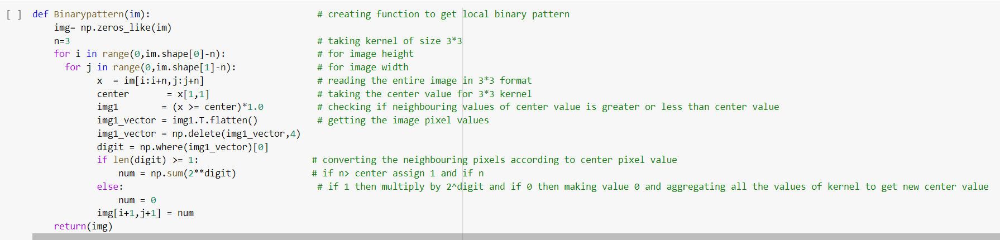 [ ] def Binarypattern(im):                               # creating function to get local binary pattern
    img= np.zeros_like(im)
    n=3                                              # taking kernel of size 3*3
    for i in range(0,im.shape[0]-n):                 # for image height
      for j in range(0,im.shape[1]-n):               # for image width
            x  = im[i:i+n,j:j+n]                     # reading the entire image in 3*3 format
            center       = x[1,1]                    # taking the center value for 3*3 kernel
            img1        = (x >= center)*1.0          # checking if neighbouring values of center value is greater or less than center value
            img1_vector = img1.T.flatten()           # getting the image pixel values
            img1_vector = np.delete(img1_vector,4)
            digit = np.where(img1_vector)[0]
            if len(digit) >= 1:                     # converting the neighbouring pixels according to center pixel value
                num = np.sum(2**digit)              # if n> center assign 1 and if n
            else:                                    # if 1 then multiply by 2^digit and if 0 then making value 0 and aggregating all the values of kernel to get new center value
                num = 0
            img[i+1,j+1] = num
    return(img)